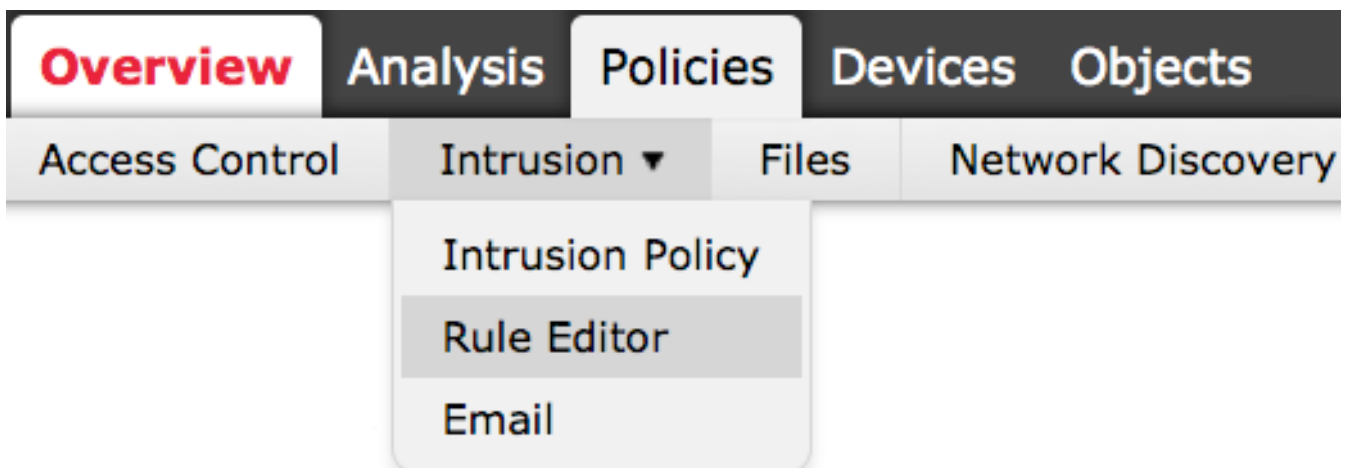 Overview Analysis Policies Devices Objects
Access Control Intrusion ▾ Files Network Discovery
Intrusion Policy
Rule Editor
Email